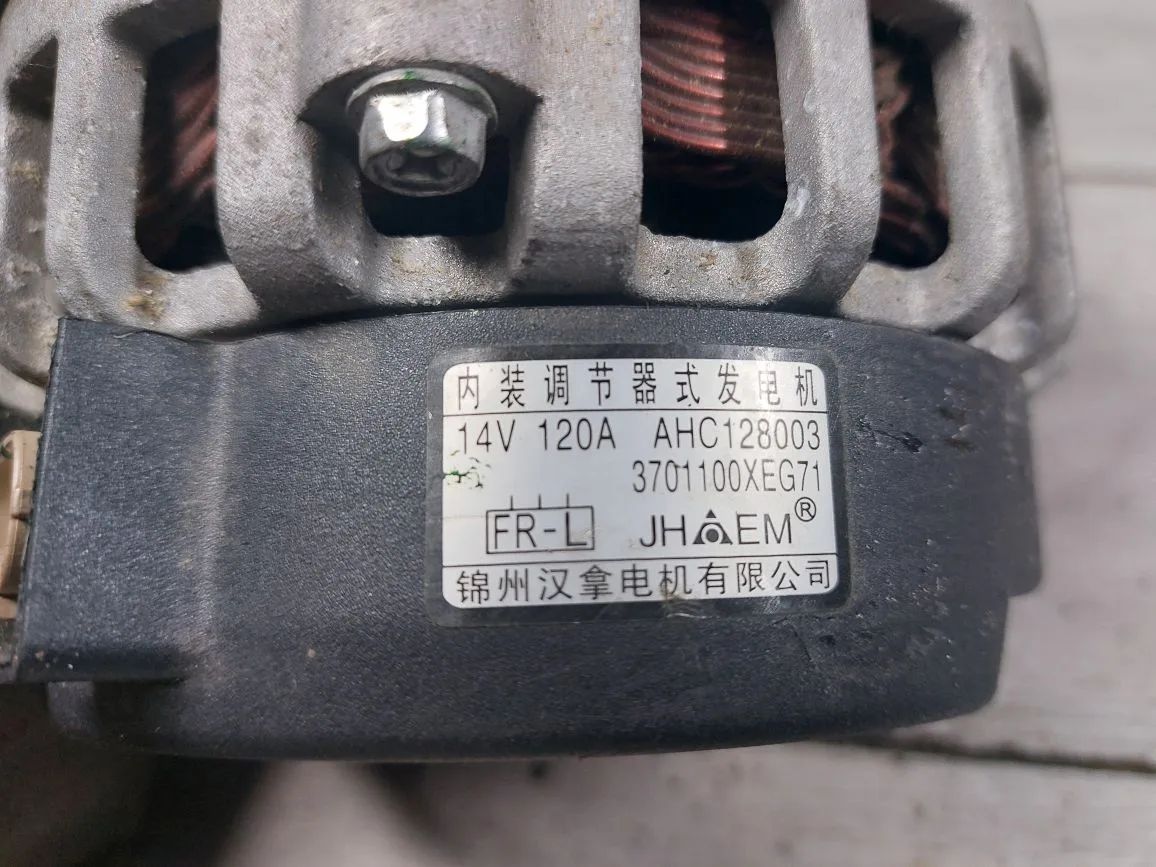 内装调节器式发电机
14V 120A AHC128003
3701100XEG71
FR-L JHAEM®
锦州汉拿电机有限公司